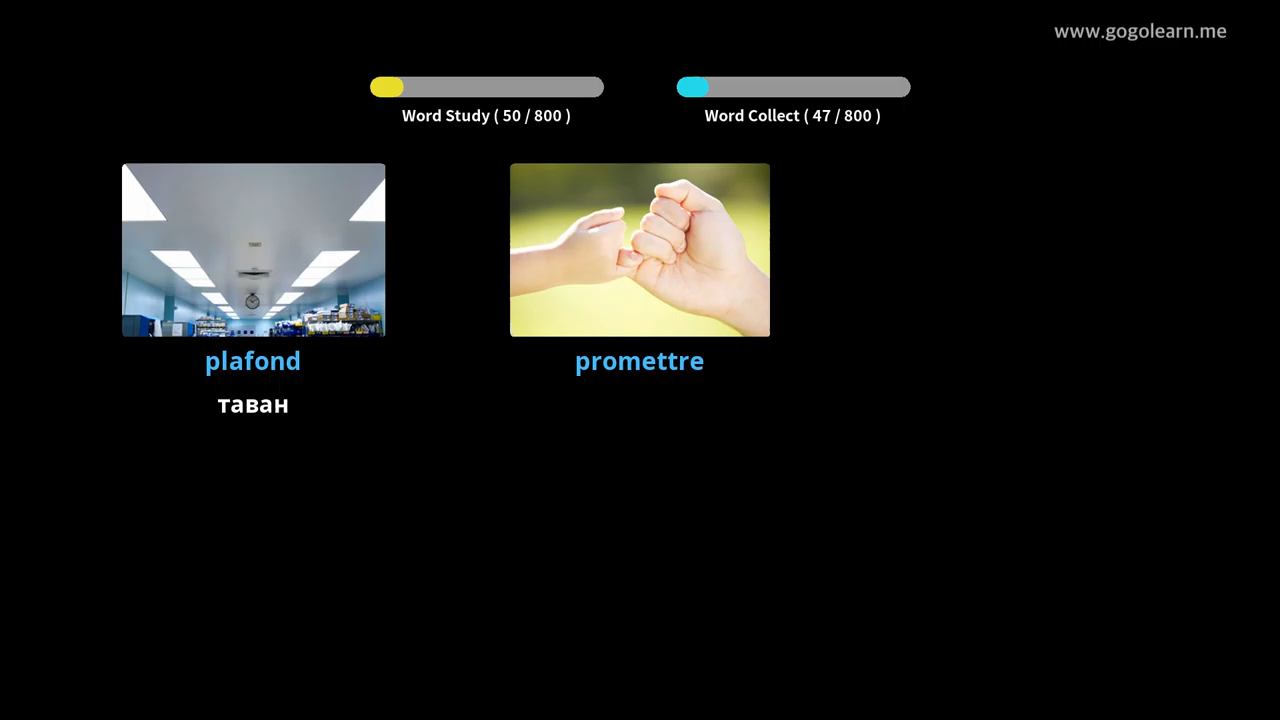 www.gogolearn.me
Word Study ( 50 / 800 )
Word Collect ( 47 / 800 )
plafond
promettre
таван